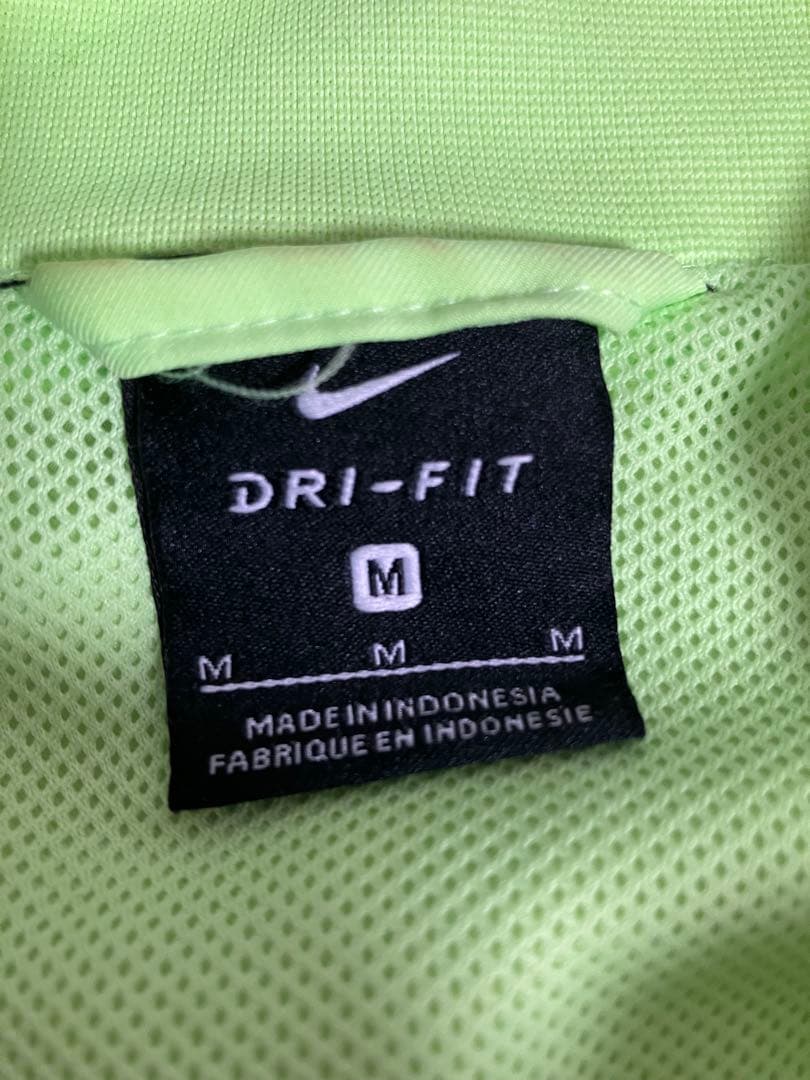 DRI-FIT
M
M M M
MADE IN INDONESIA
FABRIQUE EN INDONESIE